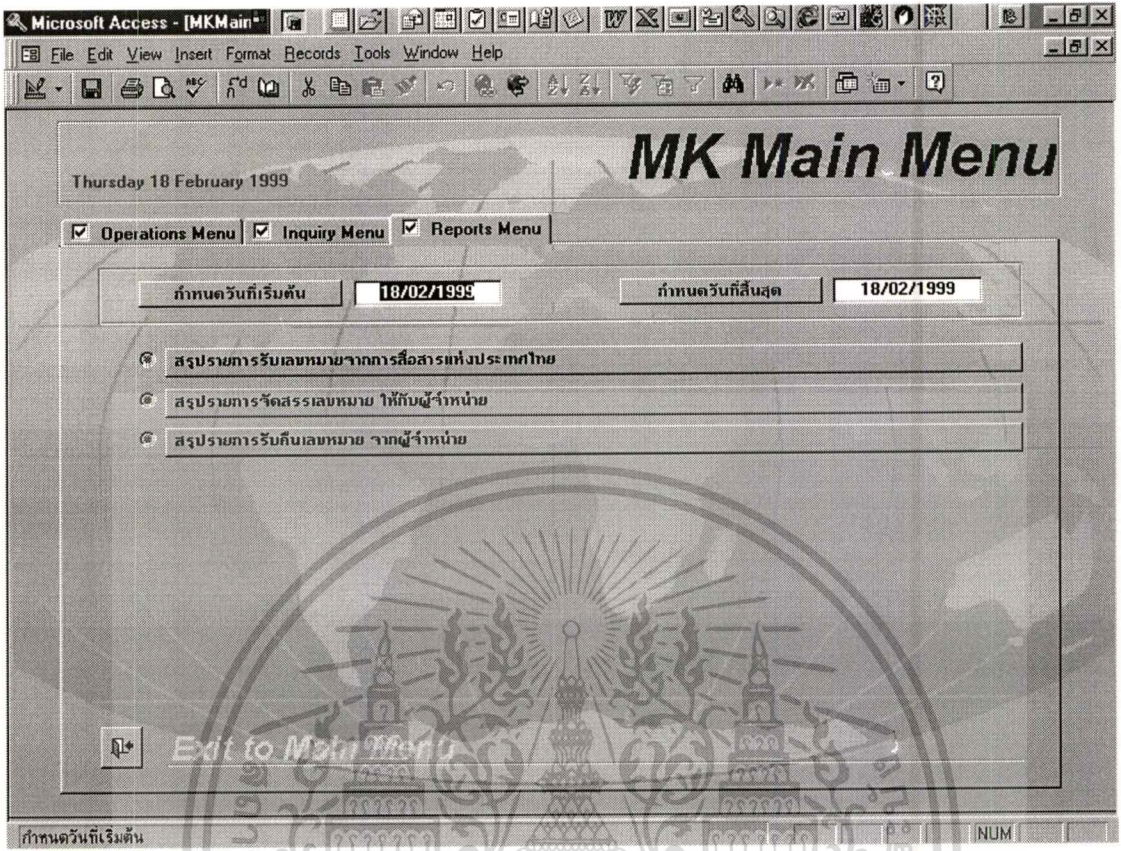 Microsoft Access - [MKMain
File Edit View Insert Format Records Tools Window Help
MK Main Menu
Thursday 18 February 1999
Operations Menu Inquiry Menu Reports Menu
กำหนดวันที่เริ่มต้น 18/02/1999 กำหนดวันที่สิ้นสุด 18/02/1999
สรุปรายการรับเลขหมายจากการสื่อสารแห่งประเทศไทย
สรุปรายการจัดสรรเลขหมาย ให้กับผู้จำหน่าย
สรุปรายการรับคืนเลขหมาย จากผู้จำหน่าย
Exit to Main Menu
กำหนดวันที่เริ่มต้น NUM